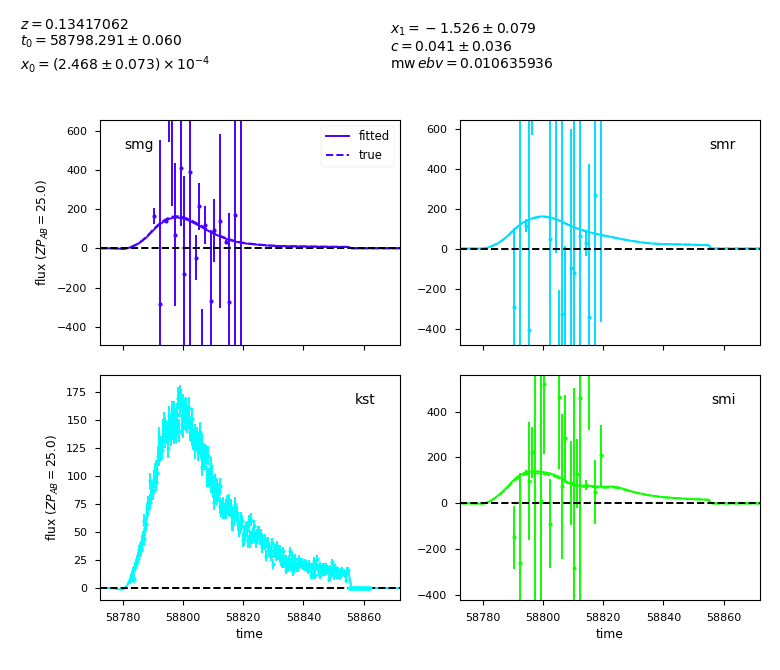 z = 0.13417062
t₀ = 58798.291 ± 0.060
x₀ = (2.468 ± 0.073) × 10⁻⁴
x₁ = −1.526 ± 0.079
c = 0.041 ± 0.036
mwebv = 0.010635936
smg
fitted
true
600
400
200
0
−200
−400
flux (ZP_AB = 25.0)
smr
600
400
200
0
−200
−400
kst
175
150
125
100
75
50
25
0
flux (ZP_AB = 25.0)
58780 58800 58820 58840 58860
time
smi
400
200
0
−200
−400
58780 58800 58820 58840 58860
time